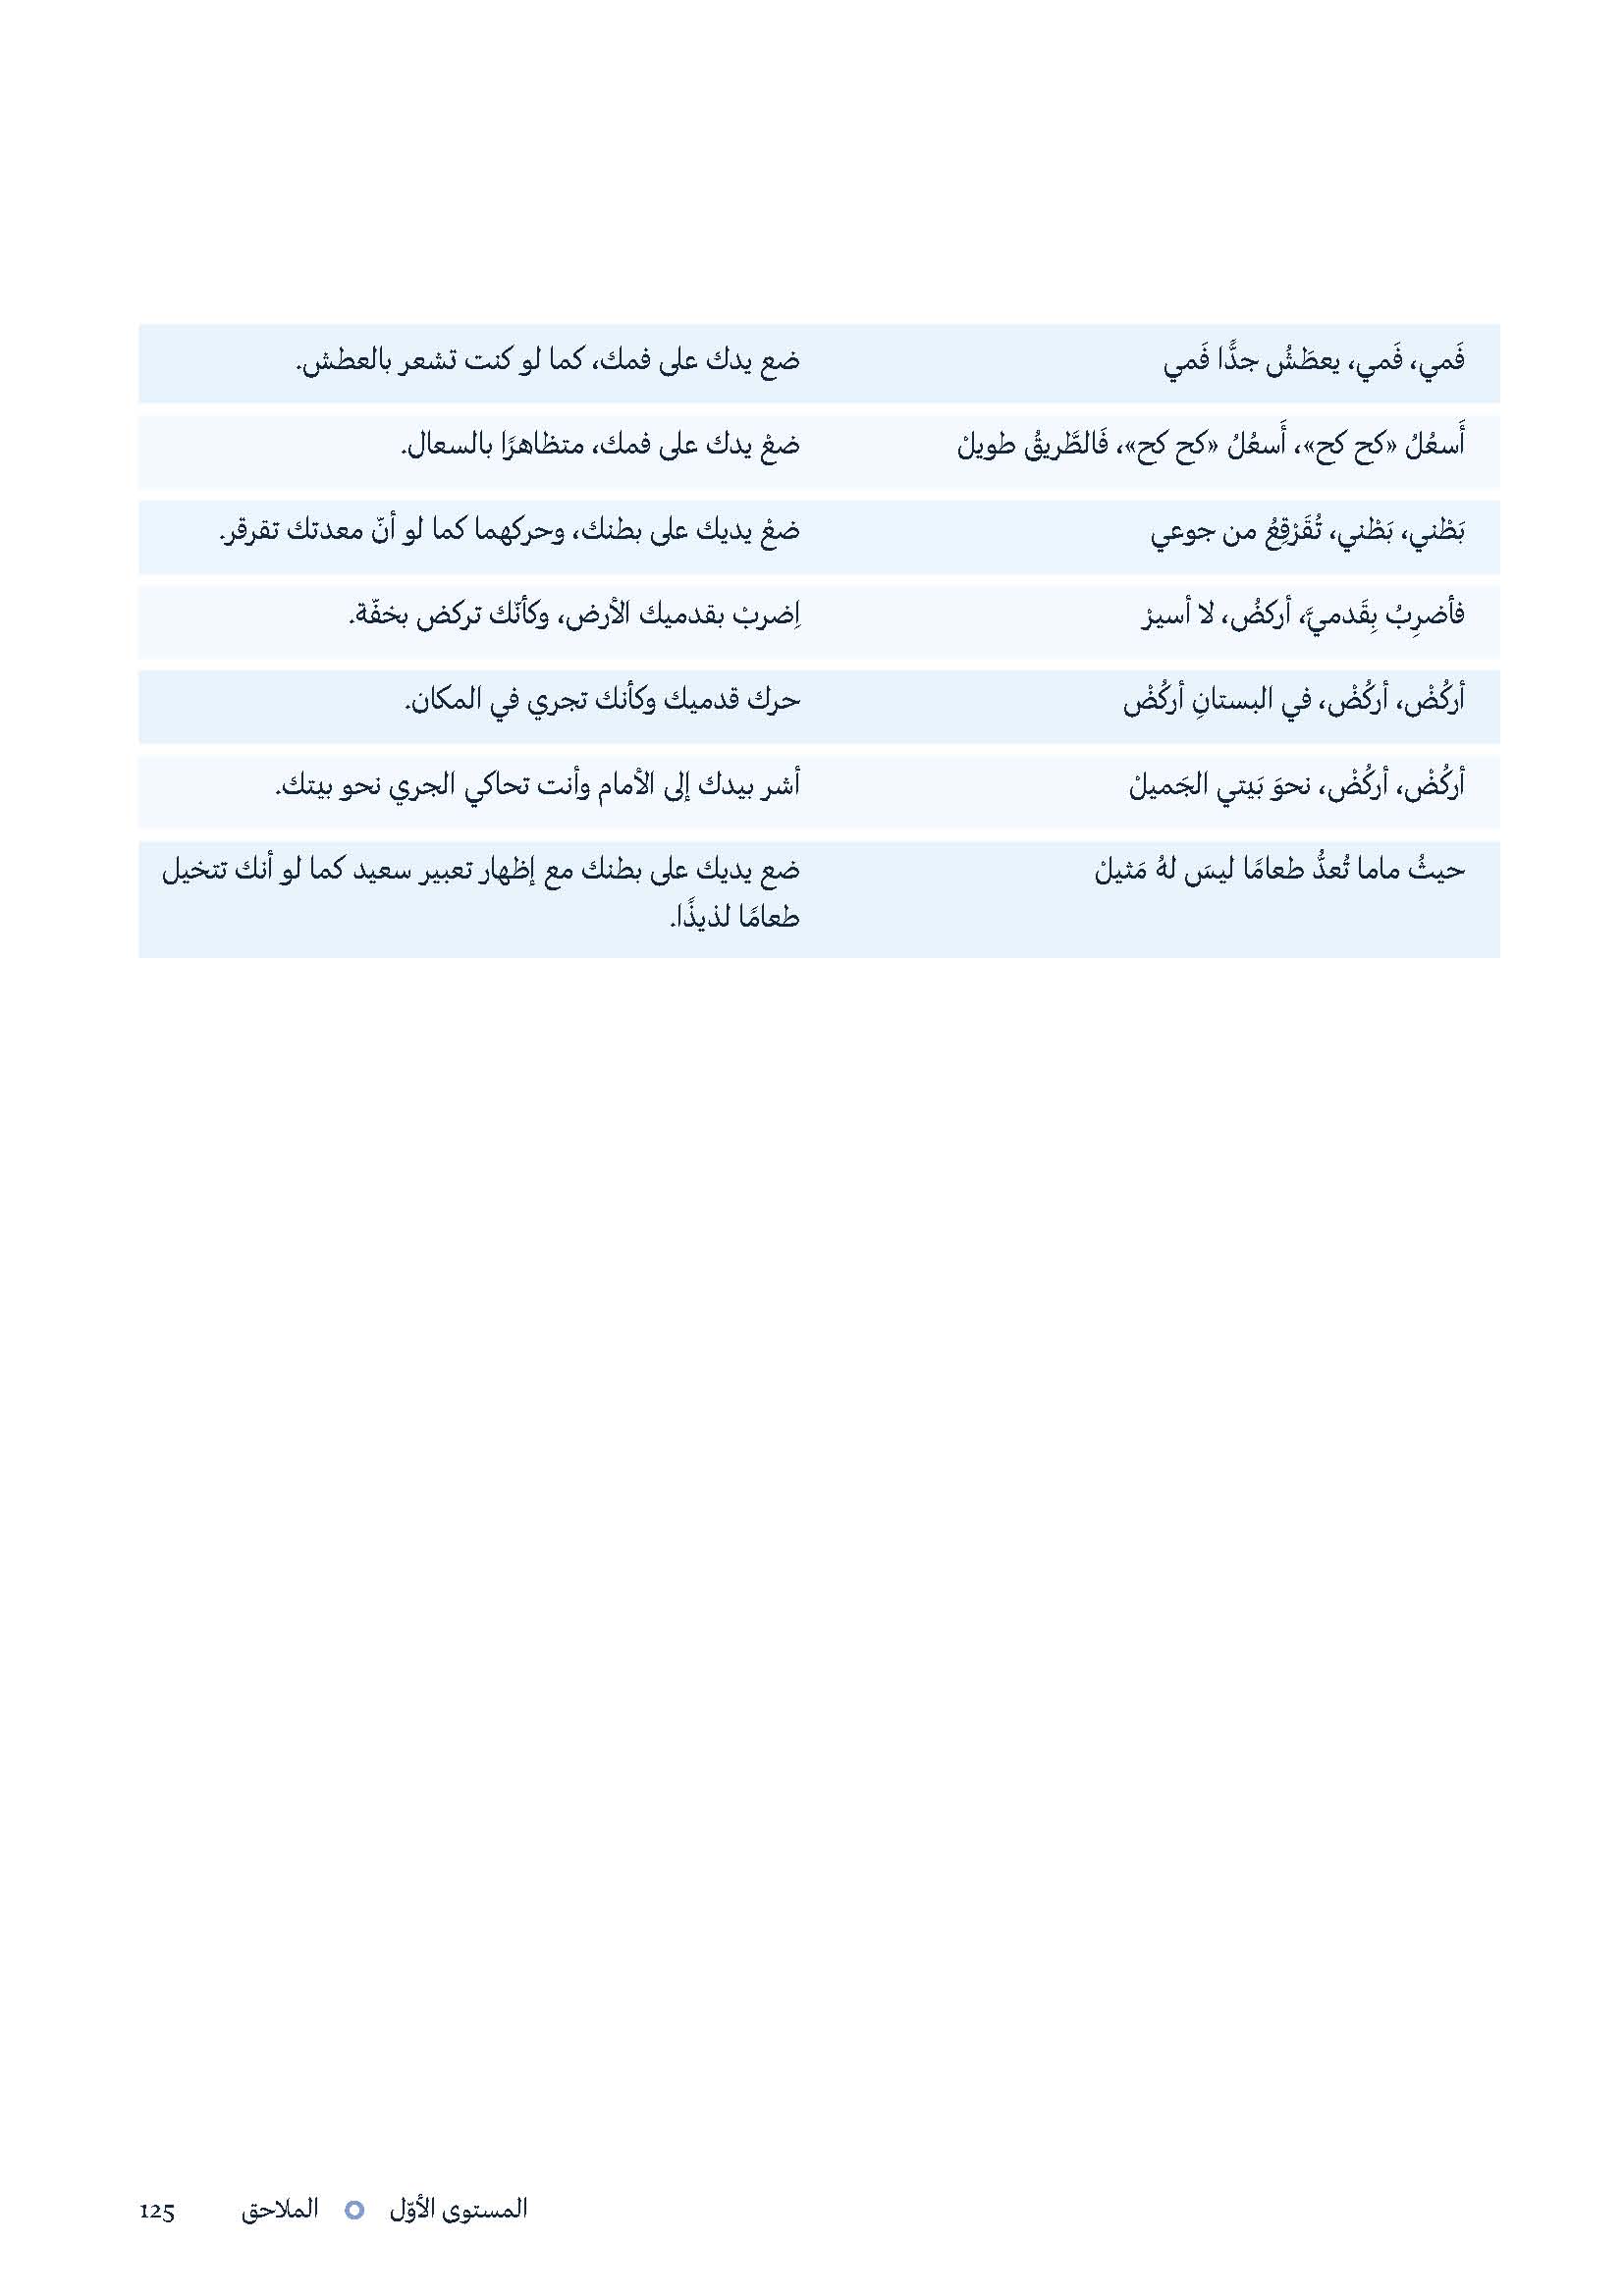 فَمي، فَمي، يعطَشُ جدًّا فَمي
ضع يدك على فمك، كما لو كنت تشعر بالعطش.
أَسعُلُ «كح كح»، أَسعُلُ «كح كح»، فَالطَّريقُ طويلْ
ضعْ يدك على فمك، متظاهرًا بالسعال.
بَطْني، بَطْني، تُقَرْقِعُ من جوعي
ضعْ يديك على بطنك، وحركهما كما لو أنّ معدتك تقرقر.
فأضرِبُ بِقَدميَّ، أركضُ، لا أسيرْ
اِضربْ بقدميك الأرض، وكأنّك تركض بخفّة.
أركُضْ، أركُضْ، في البستانِ أركُضْ
حرك قدميك وكأنك تجري في المكان.
أركُضْ، أركُضْ، نحوَ بَيتي الجَميلْ
أشر بيدك إلى الأمام وأنت تحاكي الجري نحو بيتك.
حيثُ ماما تُعدُّ طعامًا ليسَ لهُ مَثيلْ
ضع يديك على بطنك مع إظهار تعبير سعيد كما لو أنك تتخيل
طعامًا لذيذًا.
المستوى الأوّل الملاحق 125